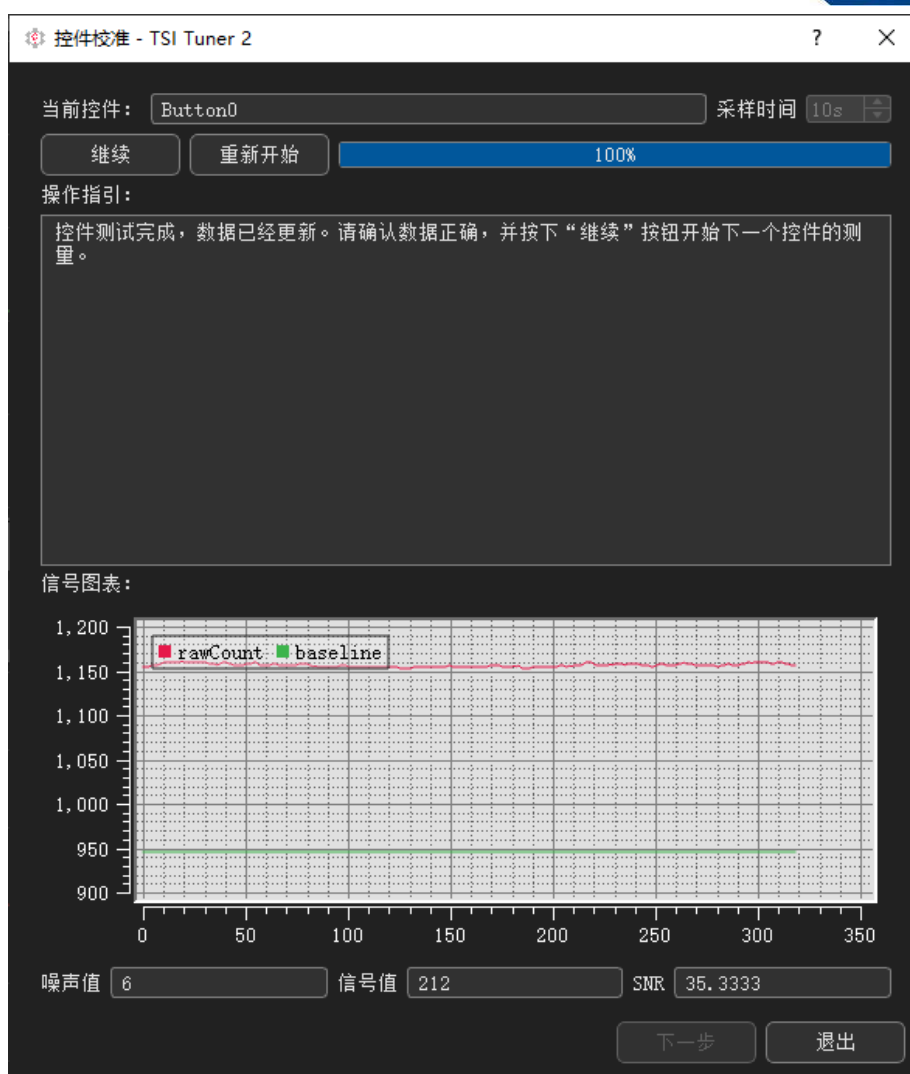 控件校准 - TSI Tuner 2
当前控件： Button0 采样时间 10s
继续 重新开始 100%
操作指引：
控件测试完成，数据已经更新。请确认数据正确，并按下“继续”按钮开始下一个控件的测
量。
信号图表：
rawCount baseline
1,200
1,150
1,100
1,050
1,000
950
900
0 50 100 150 200 250 300 350
噪声值 6 信号值 212 SNR 35.3333
下一步 退出